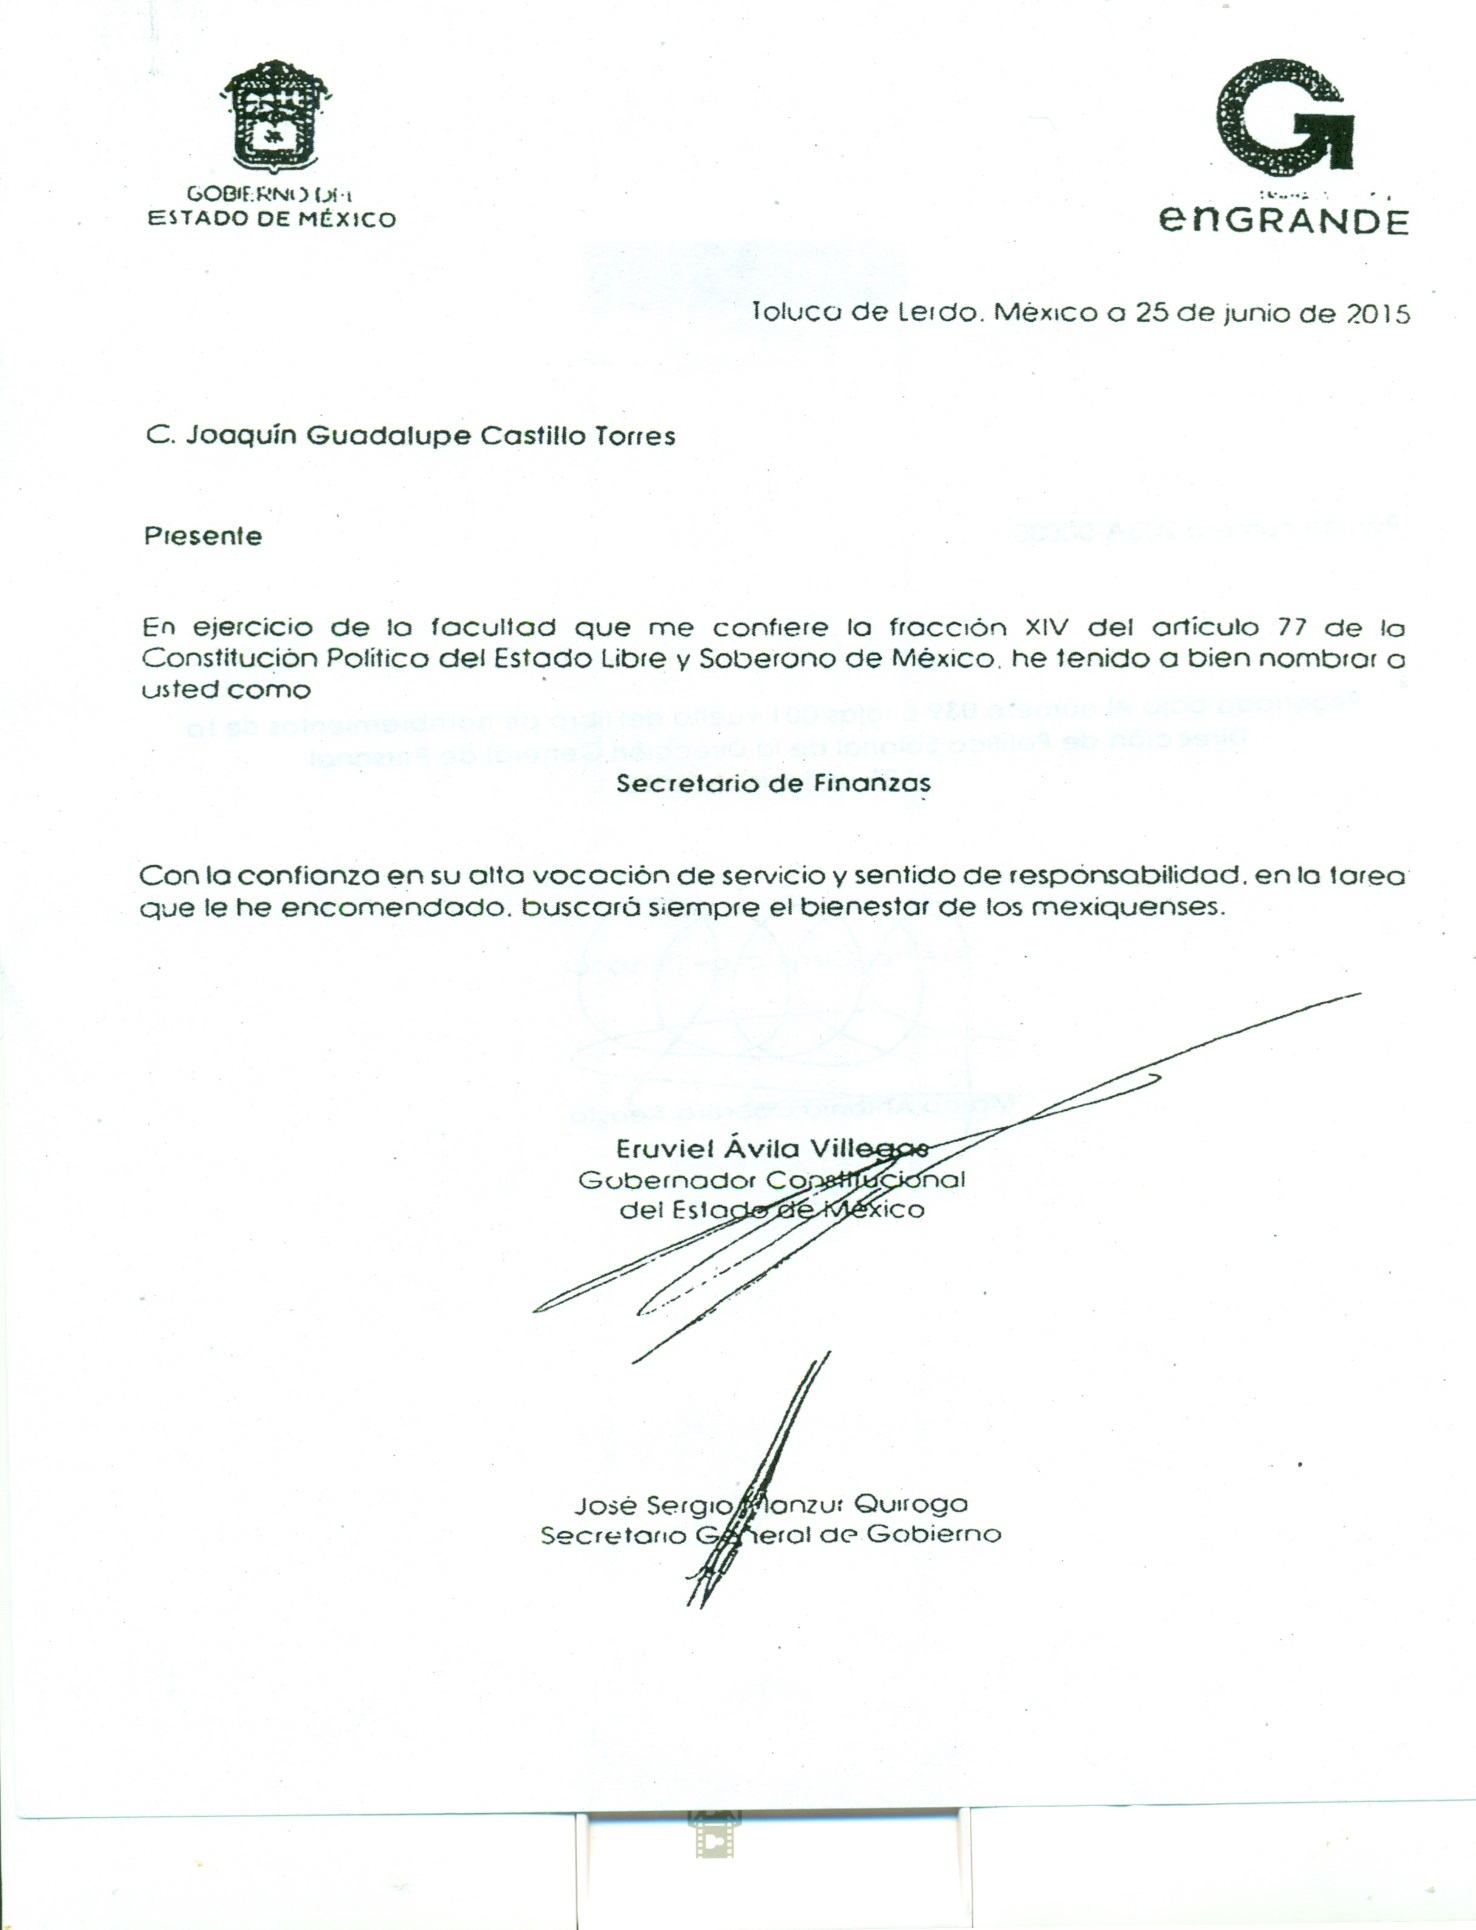 GOBIERNO DEL
ESTADO DE MÉXICO
enGRANDE
Toluca de Lerdo, México a 25 de junio de 2015
C. Joaquín Guadalupe Castillo Torres
Presente
En ejercicio de la facultad que me confiere la fracción XIV del artículo 77 de la
Constitución Política del Estado Libre y Soberano de México, he tenido a bien nombrar a
usted como
Secretario de Finanzas
Con la confianza en su alta vocación de servicio y sentido de responsabilidad, en la tarea
que le he encomendado, buscará siempre el bienestar de los mexiquenses.
Eruviel Ávila Villegas
Gobernador Constitucional
del Estado de México
José Sergio Manzur Quiroga
Secretario General de Gobierno